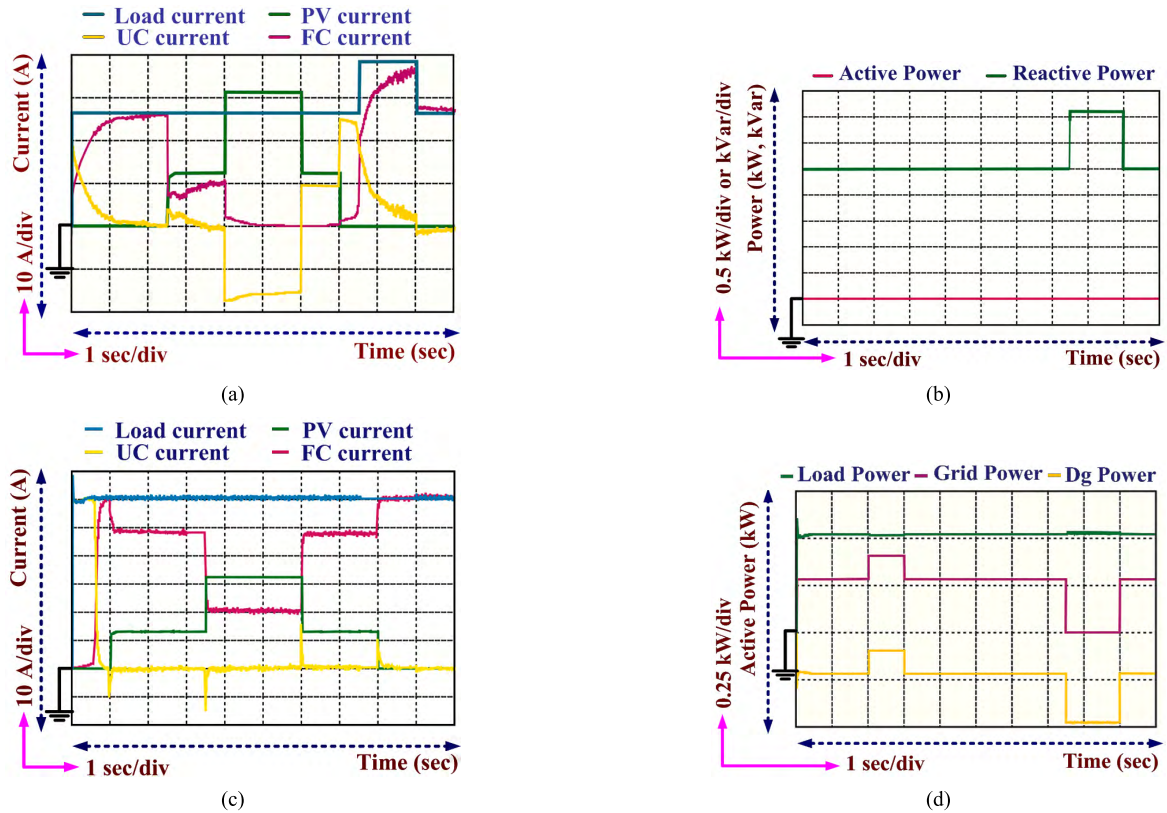 Load current PV current
UC current FC current
Current (A)
10 A/div
1 sec/div
Time (sec)
(a)
Active Power Reactive Power
0.5 kW/div or kVar/div
Power (kW, kVar)
1 sec/div
Time (sec)
(b)
Load current PV current
UC current FC current
Current (A)
10 A/div
1 sec/div
Time (sec)
(c)
Load Power Grid Power Dg Power
0.25 kW/div
Active Power (kW)
1 sec/div
Time (sec)
(d)